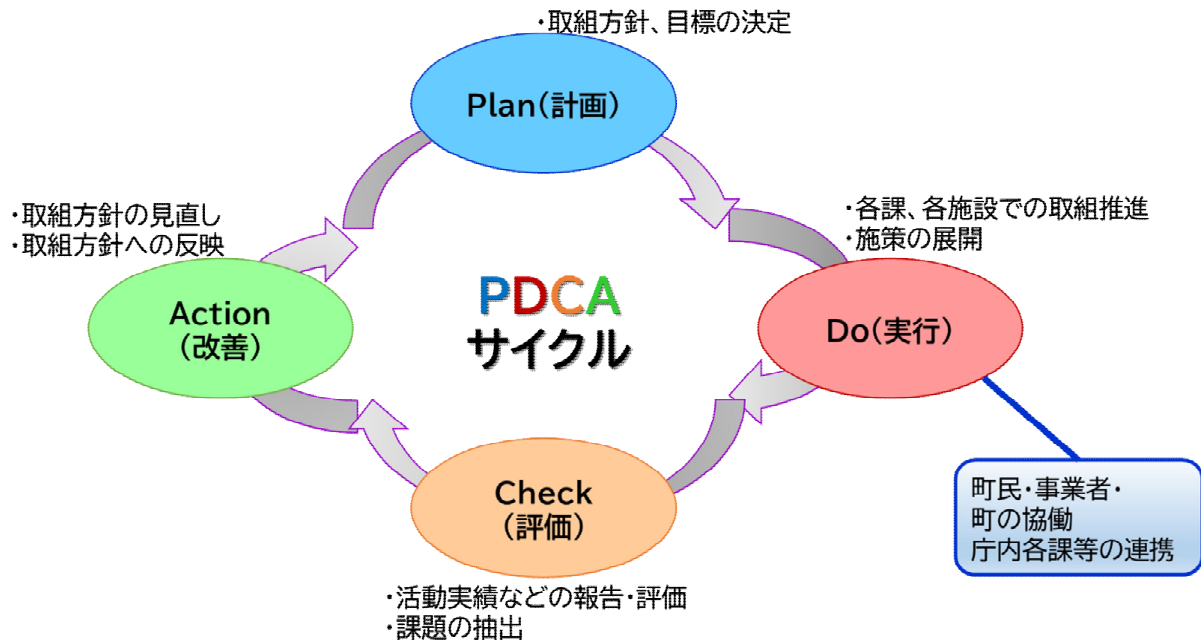 ・取組方針、目標の決定
Plan(計画)
・取組方針の見直し
・取組方針への反映
・各課、各施設での取組推進
・施策の展開
Action
(改善)
PDCA
サイクル
Do(実行)
Check
(評価)
町民・事業者・
町の協働
庁内各課等の連携
・活動実績などの報告・評価
・課題の抽出